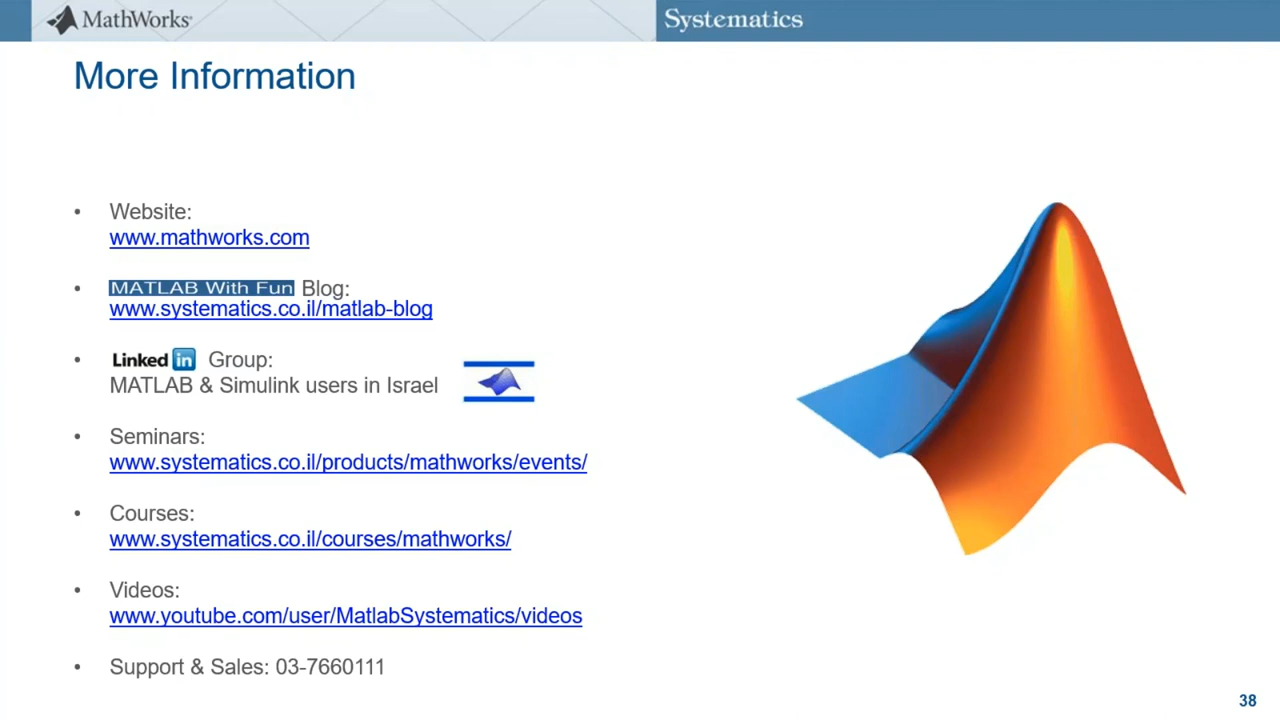 MathWorks
Systematics
More Information
• Website:
www.mathworks.com
• MATLAB With Fun Blog:
www.systematics.co.il/matlab-blog
• Linked in Group:
MATLAB & Simulink users in Israel
• Seminars:
www.systematics.co.il/products/mathworks/events/
• Courses:
www.systematics.co.il/courses/mathworks/
• Videos:
www.youtube.com/user/MatlabSystematics/videos
• Support & Sales: 03-7660111
38